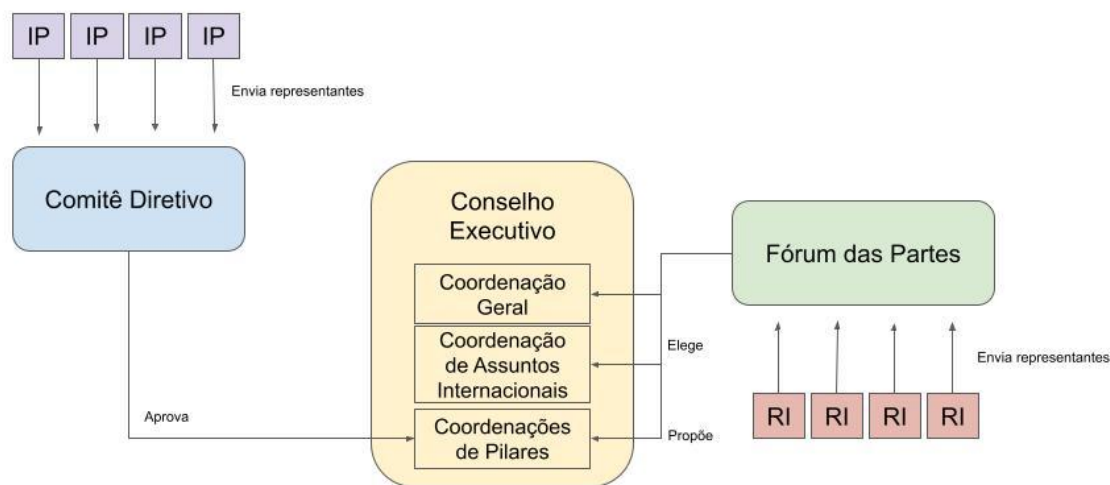 IP IP IP IP
Envia representantes
Comitê Diretivo
Conselho
Executivo
Fórum das Partes
Coordenação
Geral
Coordenação
de Assuntos
Internacionais
Elege
Envia representantes
RI RI RI RI
Aprova
Coordenações
de Pilares
Propõe